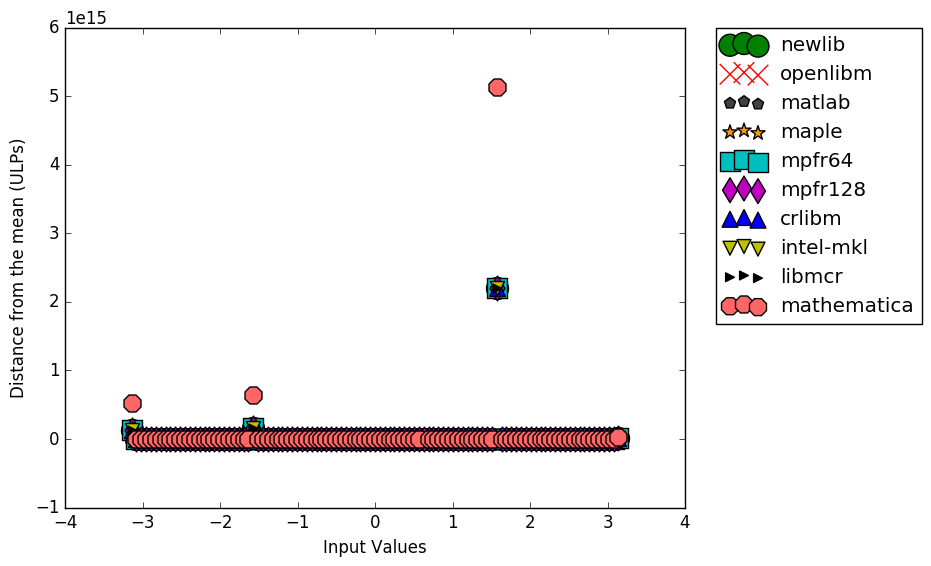 1e15
6
5
4
3
2
1
0
−1
−4 −3 −2 −1 0 1 2 3 4
Input Values
Distance from the mean (ULPs)
newlib
openlibm
matlab
maple
mpfr64
mpfr128
crlibm
intel-mkl
libmcr
mathematica